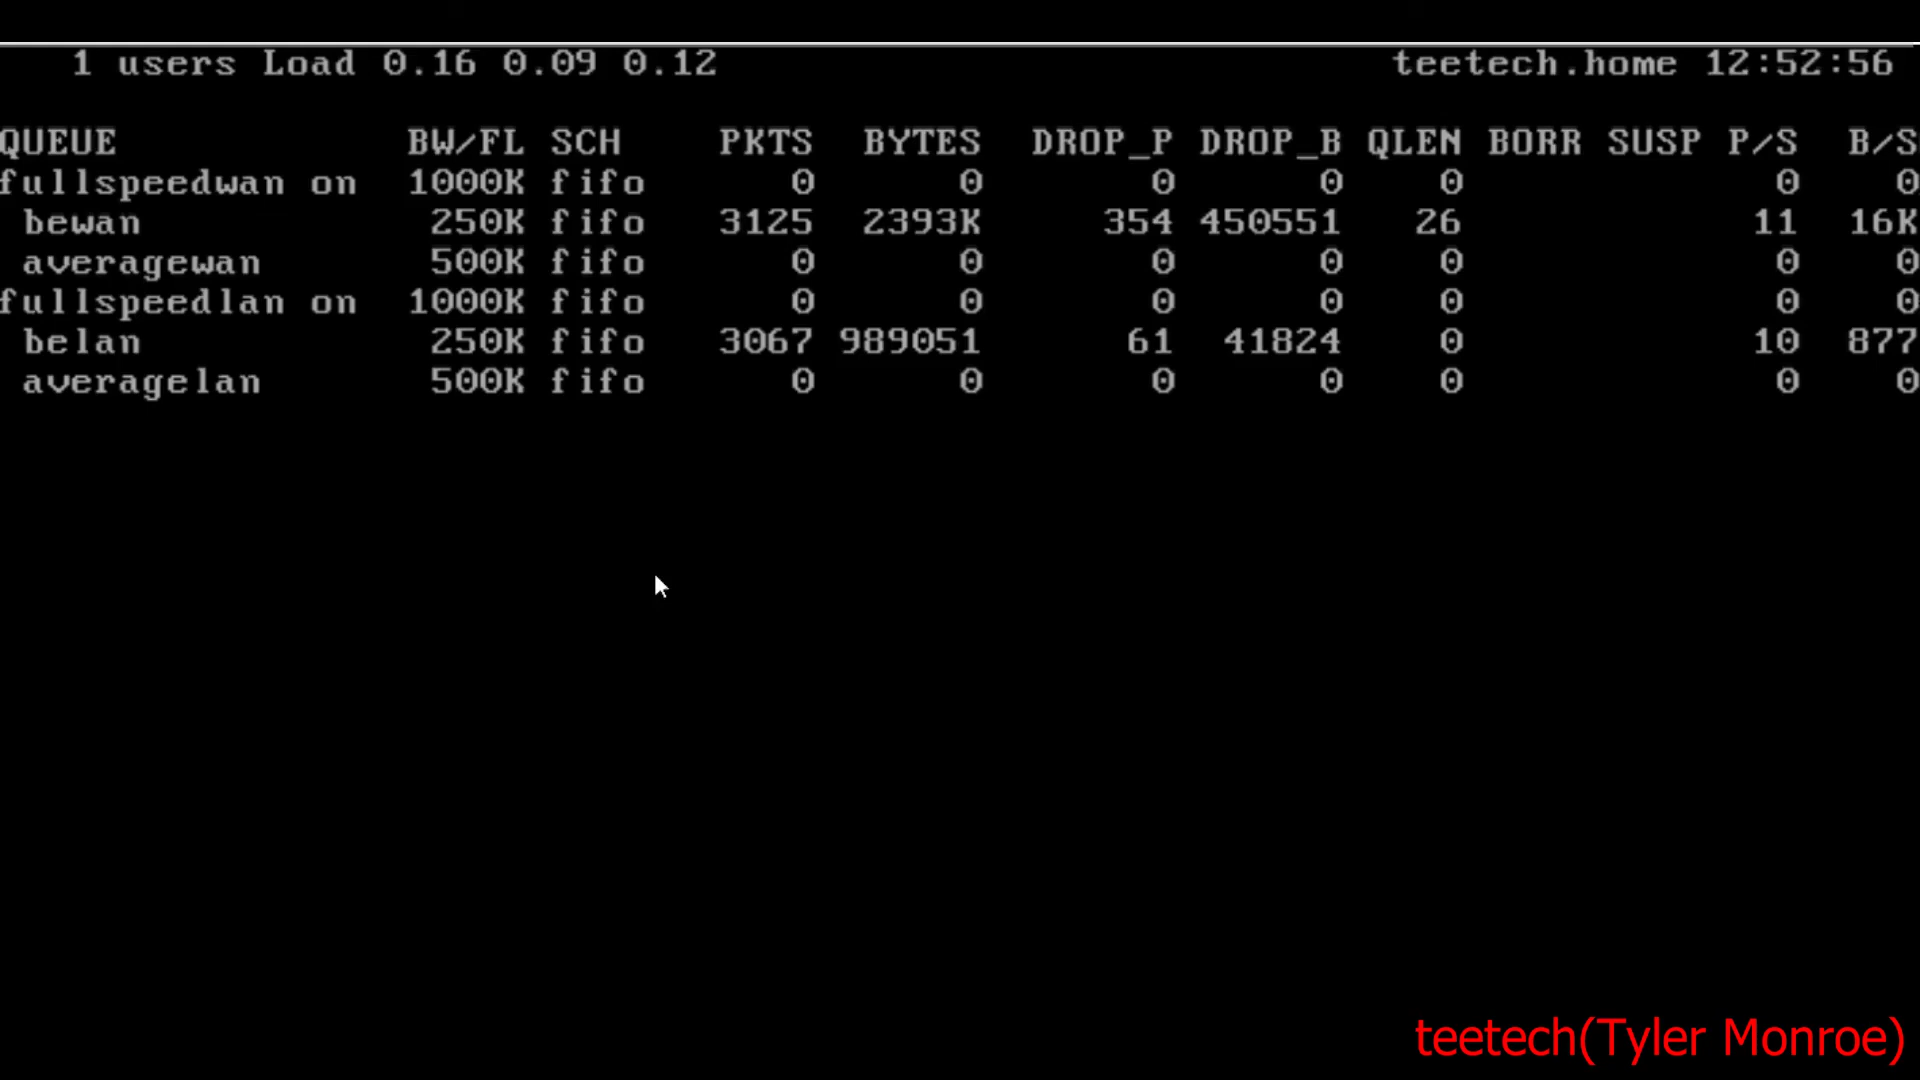 1 users Load 0.16 0.09 0.12 teetech.home 12:52:56
QUEUE BW/FL SCH PKTS BYTES DROP_P DROP_B QLEN BORR SUSP P/S B/S
fullspeedwan on 1000K fifo 0 0 0 0 0 0 0
bewan 250K fifo 3125 2393K 354 450551 26 11 16K
averagewan 500K fifo 0 0 0 0 0 0 0
fullspeedlan on 1000K fifo 0 0 0 0 0 0 0
belan 250K fifo 3067 989051 61 41824 0 10 877
averagelan 500K fifo 0 0 0 0 0 0 0
teetech(Tyler Monroe)